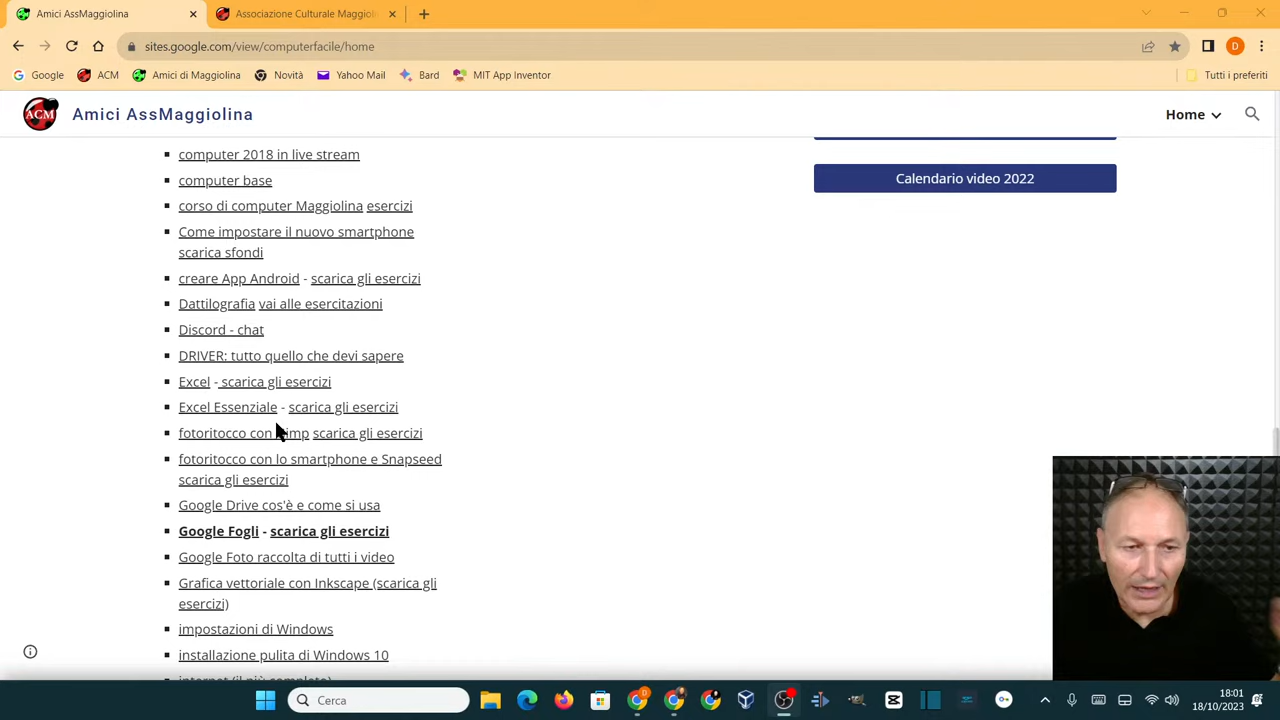 Amici AssMaggiolina
Associazione Culturale Maggioli
sites.google.com/view/computerfacile/home
D
Google
ACM
Amici di Maggiolina
Novità
Yahoo Mail
Bard
MIT App Inventor
Tutti i preferiti
ACM
Amici AssMaggiolina
Home
computer 2018 in live stream
computer base
corso di computer Maggiolina esercizi
Come impostare il nuovo smartphone
scarica sfondi
creare App Android - scarica gli esercizi
Dattilografia vai alle esercitazioni
Discord - chat
DRIVER: tutto quello che devi sapere
Excel - scarica gli esercizi
Excel Essenziale - scarica gli esercizi
fotoritocco con imp scarica gli esercizi
fotoritocco con lo smartphone e Snapseed
scarica gli esercizi
Google Drive cos'è e come si usa
Google Fogli - scarica gli esercizi
Google Foto raccolta di tutti i video
Grafica vettoriale con Inkscape (scarica gli
esercizi)
impostazioni di Windows
installazione pulita di Windows 10
internet (il più completo)
Calendario video 2022
Cerca
18:01
18/10/2023